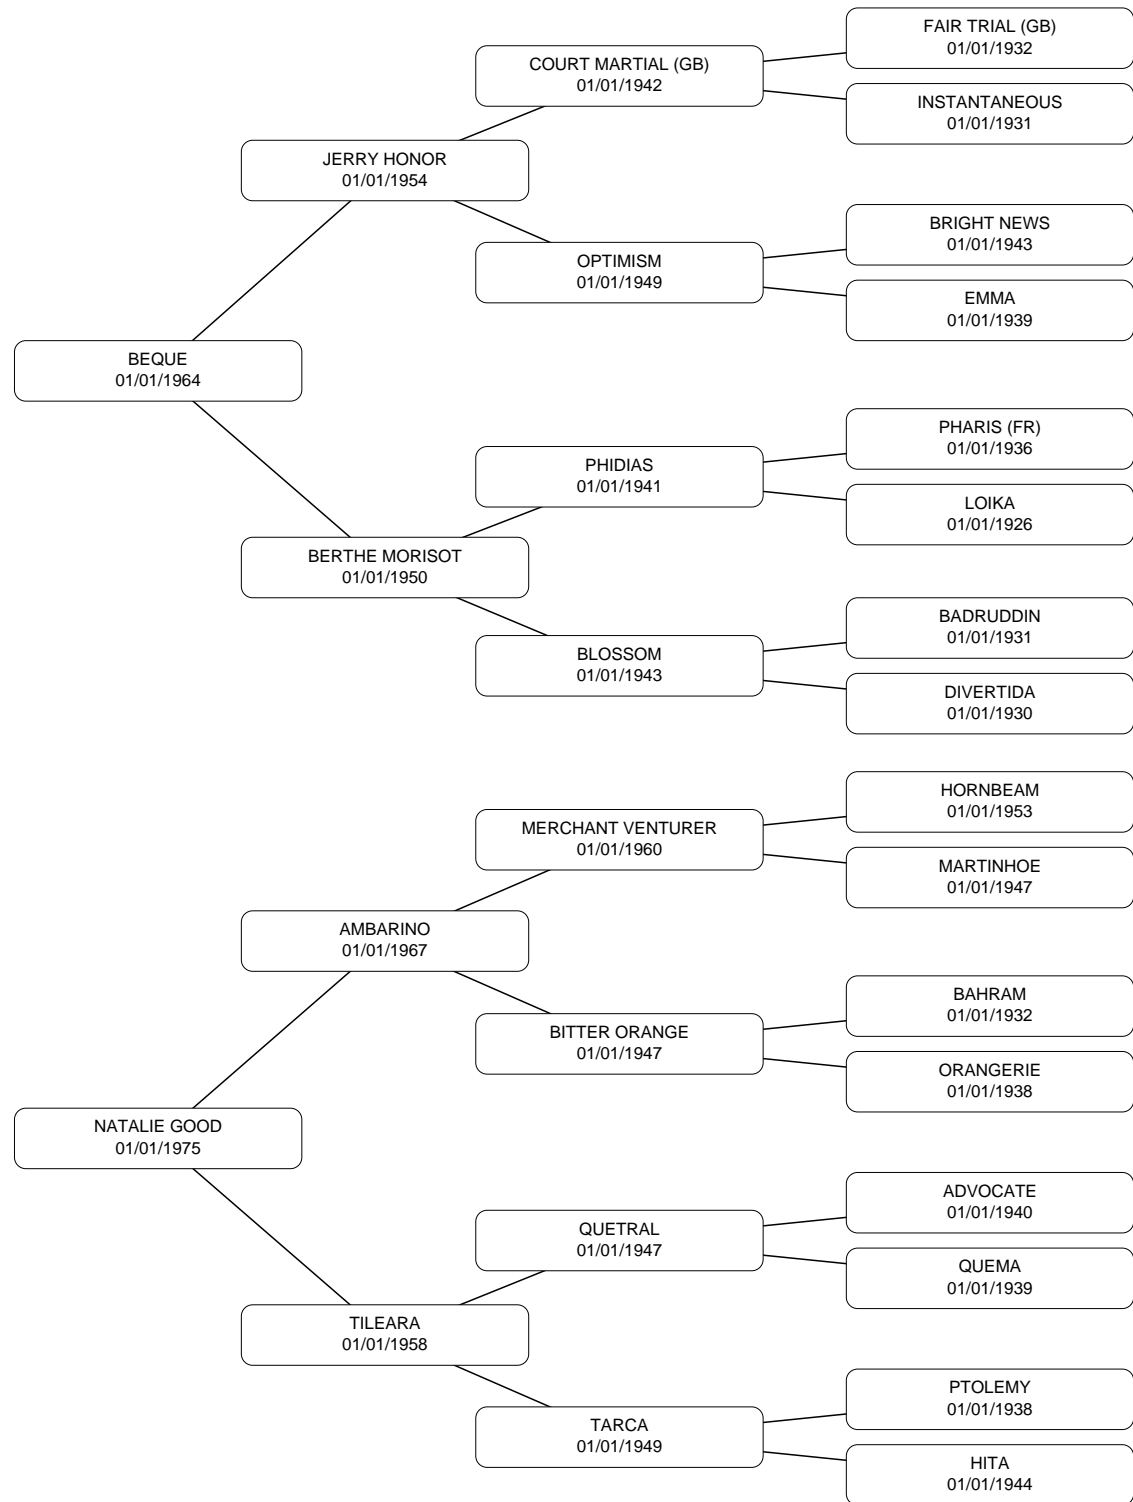 FAIR TRIAL (GB)
01/01/1932
COURT MARTIAL (GB)
01/01/1942
INSTANTANEOUS
01/01/1931
JERRY HONOR
01/01/1954
BRIGHT NEWS
01/01/1943
OPTIMISM
01/01/1949
EMMA
01/01/1939
BEQUE
01/01/1964
PHARIS (FR)
01/01/1936
PHIDIAS
01/01/1941
LOIKA
01/01/1926
BERTHE MORISOT
01/01/1950
BADRUDDIN
01/01/1931
BLOSSOM
01/01/1943
DIVERTIDA
01/01/1930
HORNBEAM
01/01/1953
MERCHANT VENTURER
01/01/1960
MARTINHOE
01/01/1947
AMBARINO
01/01/1967
BAHRAM
01/01/1932
BITTER ORANGE
01/01/1947
ORANGERIE
01/01/1938
NATALIE GOOD
01/01/1975
ADVOCATE
01/01/1940
QUETRAL
01/01/1947
QUEMA
01/01/1939
TILEARA
01/01/1958
PTOLEMY
01/01/1938
TARCA
01/01/1949
HITA
01/01/1944